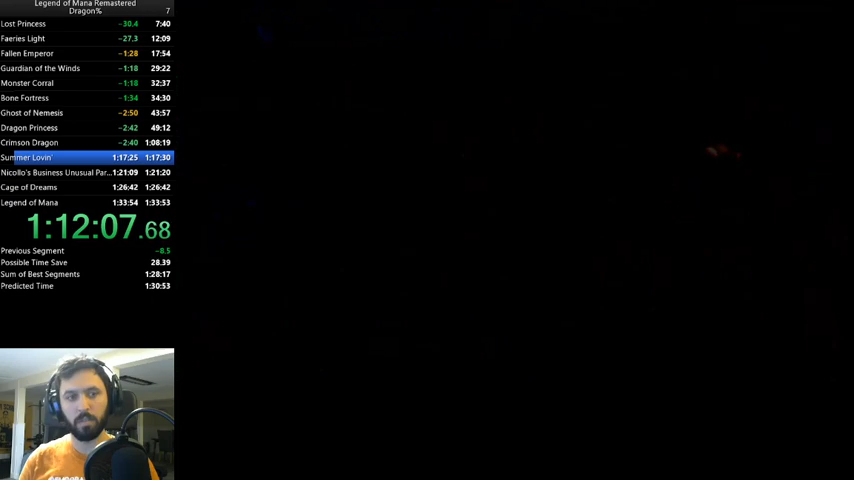 Legend of Mana Remastered
Dragon% 7
Lost Princess -30.4 7:40
Faeries Light -27.3 12:09
Fallen Emperor -1:28 17:54
Guardian of the Winds -1:18 29:22
Monster Corral -1:18 32:37
Bone Fortress -1:34 34:30
Ghost of Nemesis -2:50 43:57
Dragon Princess -2:42 49:12
Crimson Dragon -2:40 1:08:19
Summer Lovin' 1:17:25 1:17:30
Nicollo's Business Unusual Par... 1:21:09 1:21:20
Cage of Dreams 1:26:42 1:26:42
Legend of Mana 1:33:54 1:33:53
1:12:07.68
Previous Segment -8.5
Possible Time Save 28.39
Sum of Best Segments 1:28:17
Predicted Time 1:30:53